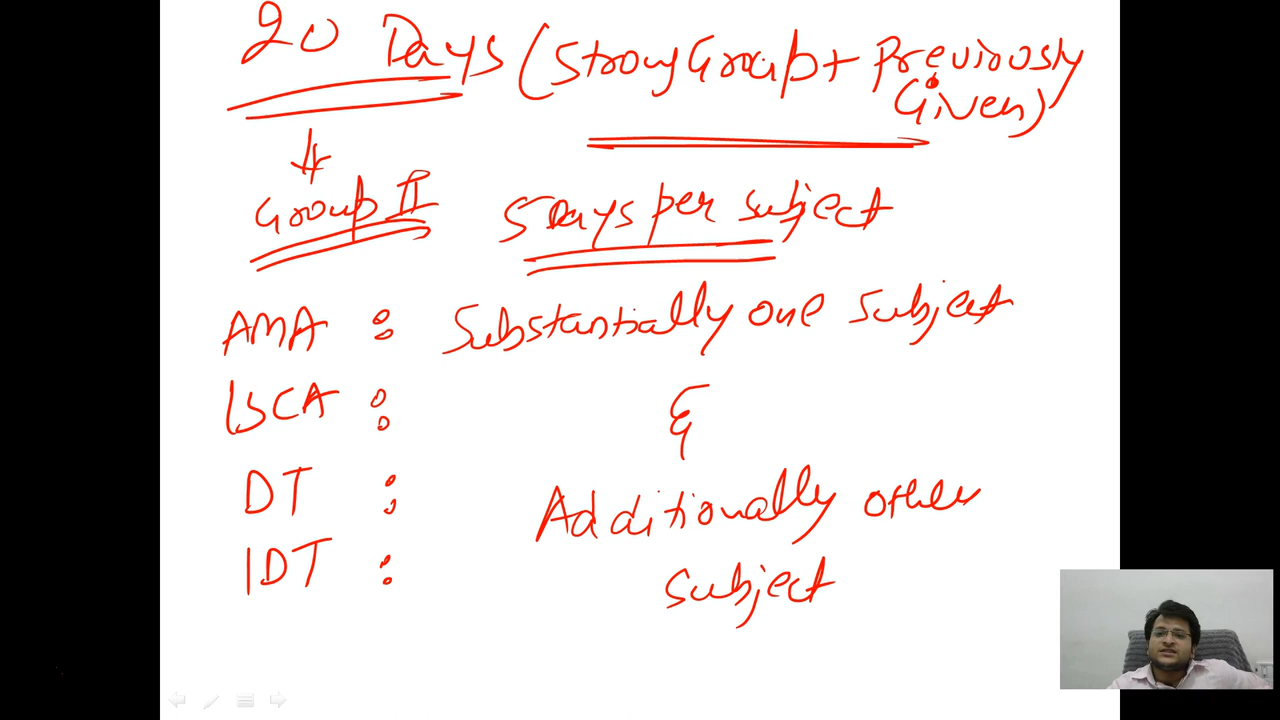 20 Days (Strong Group + Previously
Given)
Group II 5 Days per subject
AMA : Substantially one subject
ISCA : &
DT : Additionally other
IDT : subject